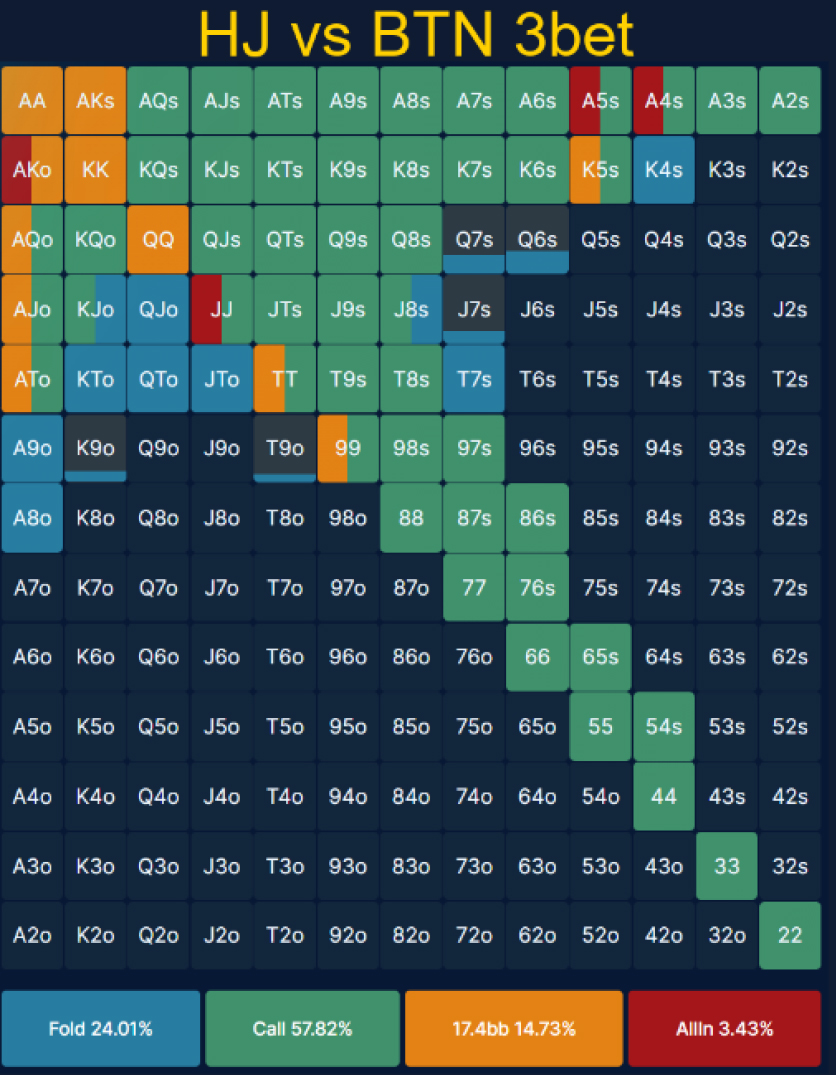 HJ vs BTN 3bet
AA AKs AQs AJs ATs A9s A8s A7s A6s A5s A4s A3s A2s
AKo KK KQs KJs KTs K9s K8s K7s K6s K5s K4s K3s K2s
AQo KQo QQ QJs QTs Q9s Q8s Q7s Q6s Q5s Q4s Q3s Q2s
AJo KJo QJo JJ JTs J9s J8s J7s J6s J5s J4s J3s J2s
ATo KTo QTo JTo TT T9s T8s T7s T6s T5s T4s T3s T2s
A9o K9o Q9o J9o T9o 99 98s 97s 96s 95s 94s 93s 92s
A8o K8o Q8o J8o T8o 98o 88 87s 86s 85s 84s 83s 82s
A7o K7o Q7o J7o T7o 97o 87o 77 76s 75s 74s 73s 72s
A6o K6o Q6o J6o T6o 96o 86o 76o 66 65s 64s 63s 62s
A5o K5o Q5o J5o T5o 95o 85o 75o 65o 55 54s 53s 52s
A4o K4o Q4o J4o T4o 94o 84o 74o 64o 54o 44 43s 42s
A3o K3o Q3o J3o T3o 93o 83o 73o 63o 53o 43o 33 32s
A2o K2o Q2o J2o T2o 92o 82o 72o 62o 52o 42o 32o 22
Fold 24.01% Call 57.82% 17.4bb 14.73% AllIn 3.43%